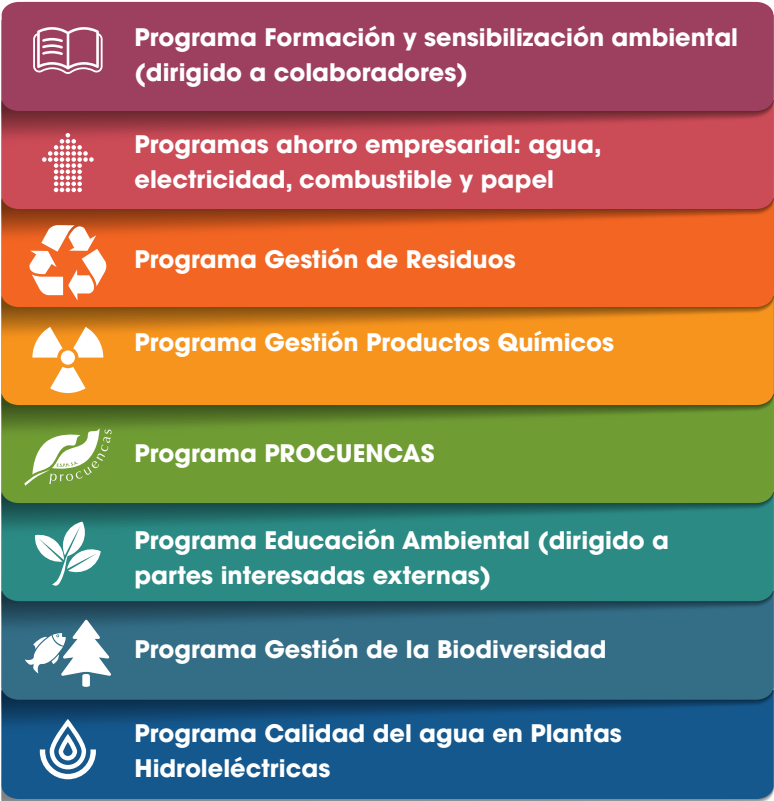 Programa Formación y sensibilización ambiental
(dirigido a colaboradores)
Programas ahorro empresarial: agua,
electricidad, combustible y papel
Programa Gestión de Residuos
Programa Gestión Productos Químicos
E.S.P.H. S.A.
procuencas
Programa PROCUENCAS
Programa Educación Ambiental (dirigido a
partes interesadas externas)
Programa Gestión de la Biodiversidad
Programa Calidad del agua en Plantas
Hidroleléctricas